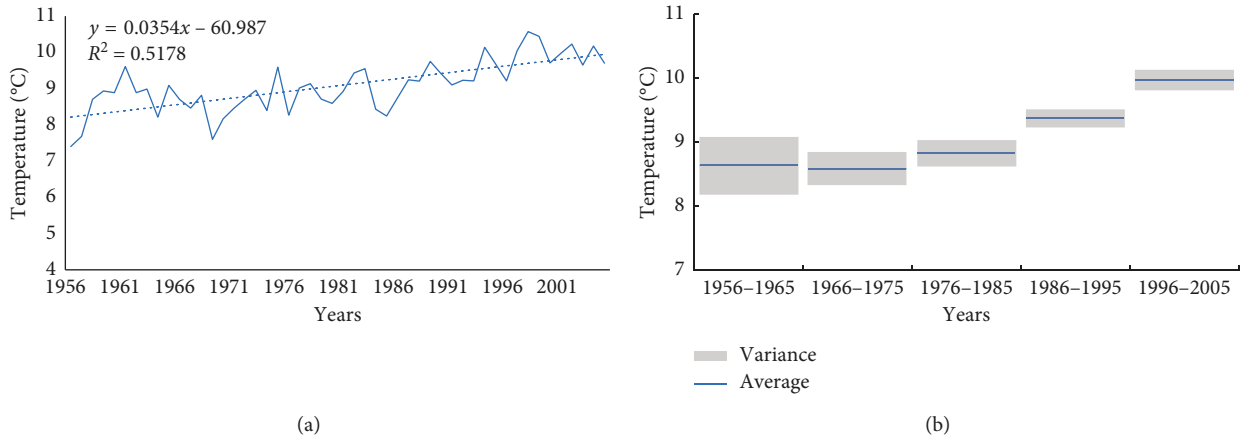 y = 0.0354x – 60.987
R² = 0.5178
11
10
9
8
7
6
5
4
Temperature (°C)
1956 1961 1966 1971 1976 1981 1986 1991 1996 2001
Years
(a)
11
10
9
8
7
Temperature (°C)
1956–1965 1966–1975 1976–1985 1986–1995 1996–2005
Years
Variance
Average
(b)